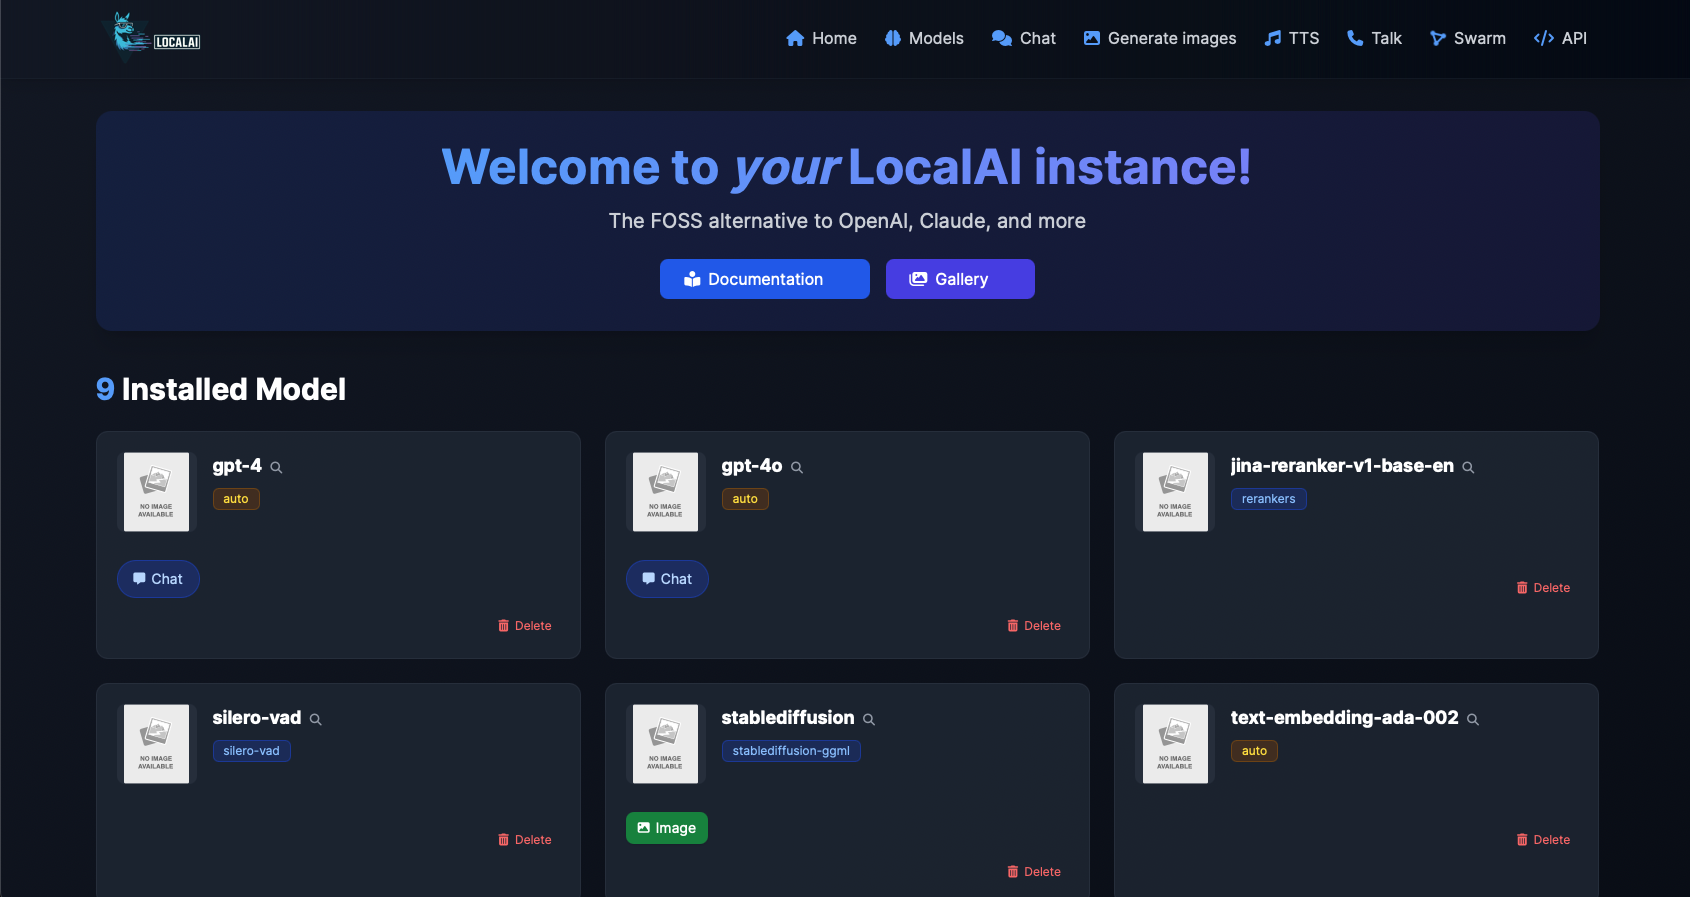 LOCALAI
Home
Models
Chat
Generate images
TTS
Talk
Swarm
API
Welcome to your LocalAI instance!
The FOSS alternative to OpenAI, Claude, and more
Documentation
Gallery
9 Installed Model
NO IMAGE
AVAILABLE
gpt-4
auto
Chat
Delete
NO IMAGE
AVAILABLE
gpt-4o
auto
Chat
Delete
NO IMAGE
AVAILABLE
jina-reranker-v1-base-en
rerankers
Delete
NO IMAGE
AVAILABLE
silero-vad
silero-vad
Delete
NO IMAGE
AVAILABLE
stablediffusion
stablediffusion-ggml
Image
Delete
NO IMAGE
AVAILABLE
text-embedding-ada-002
auto
Delete